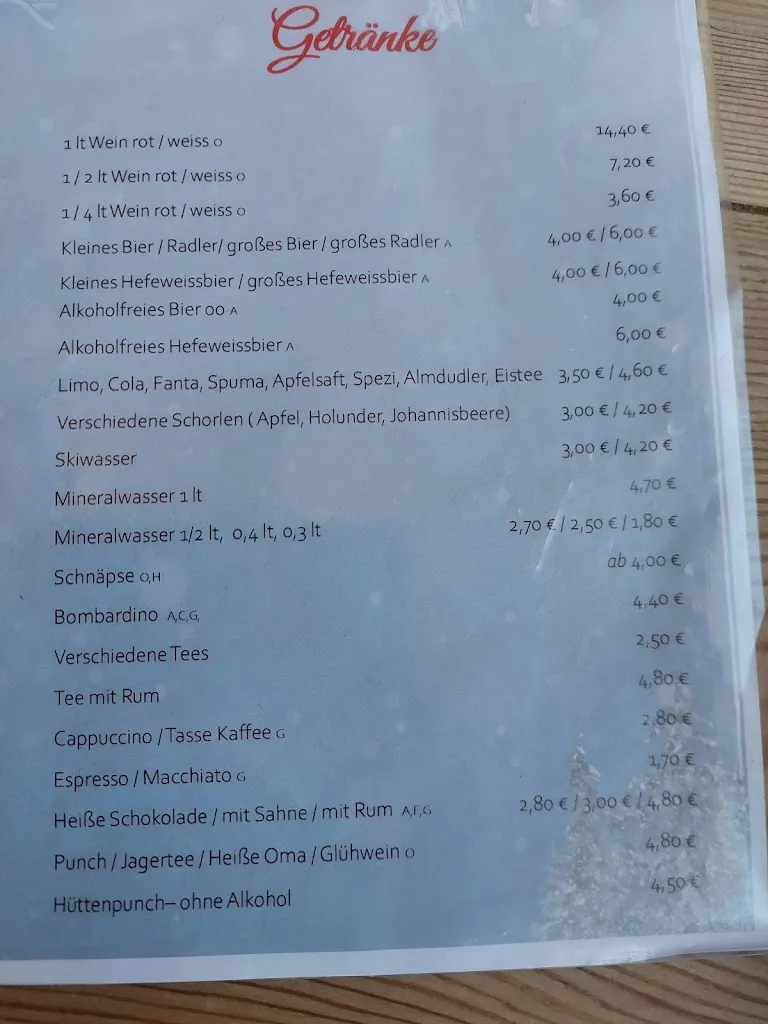 Getränke
1 lt Wein rot / weiss O 14,40 €
1 / 2 lt Wein rot / weiss O 7,20 €
1 / 4 lt Wein rot / weiss O 3,60 €
Kleines Bier / Radler/ großes Bier / großes Radler A 4,00 € / 6,00 €
Kleines Hefeweissbier / großes Hefeweissbier A 4,00 € / 6,00 €
Alkoholfreies Bier 00 A 4,00 €
Alkoholfreies Hefeweissbier A 6,00 €
Limo, Cola, Fanta, Spuma, Apfelsaft, Spezi, Almdudler, Eistee 3,50 € / 4,60 €
Verschiedene Schorlen ( Apfel, Holunder, Johannisbeere) 3,00 € / 4,20 €
Skiwasser 3,00 € / 4,20 €
Mineralwasser 1 lt 4,70 €
Mineralwasser 1/2 lt, 0,4 lt, 0,3 lt 2,70 € / 2,50 € / 1,80 €
Schnäpse O,H ab 4,00 €
Bombardino A,C,G, 4.40 €
Verschiedene Tees 2,50 €
Tee mit Rum 4,80 €
Cappuccino / Tasse Kaffee G 2,80 €
Espresso / Macchiato G 1,70 €
Heiße Schokolade / mit Sahne / mit Rum A,F,G 2,80 € / 3,00 € / 4,80 €
Punch / Jagertee / Heiße Oma / Glühwein O 4,80 €
Hüttenpunch– ohne Alkohol 4,50 €